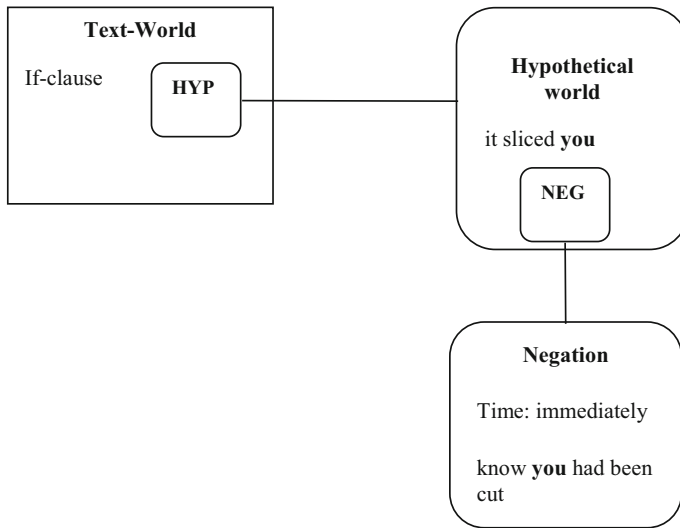 Text-World
If-clause
HYP
Hypothetical
world
it sliced you
NEG
Negation
Time: immediately
know you had been
cut